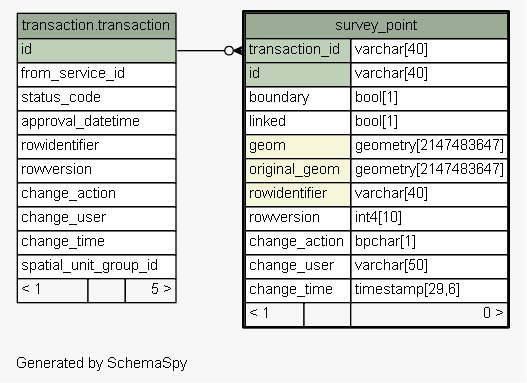 transaction.transaction
id
from_service_id
status_code
approval_datetime
rowidentifier
rowversion
change_action
change_user
change_time
spatial_unit_group_id
< 1 5 >
survey_point
transaction_id varchar[40]
id varchar[40]
boundary bool[1]
linked bool[1]
geom geometry[2147483647]
original_geom geometry[2147483647]
rowidentifier varchar[40]
rowversion int4[10]
change_action bpchar[1]
change_user varchar[50]
change_time timestamp[29,6]
< 1 0 >
Generated by SchemaSpy